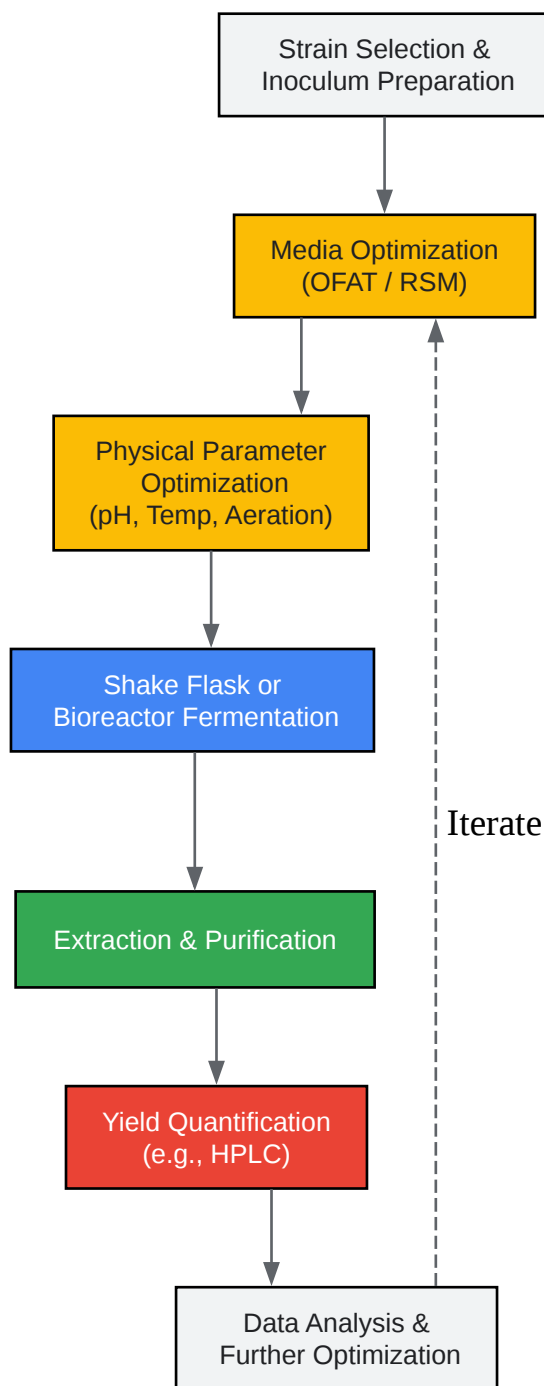 Strain Selection &
Inoculum Preparation
Media Optimization
(OFAT / RSM)
Physical Parameter
Optimization
(pH, Temp, Aeration)
Shake Flask or
Bioreactor Fermentation
Iterate
Extraction & Purification
Yield Quantification
(e.g., HPLC)
Data Analysis &
Further Optimization